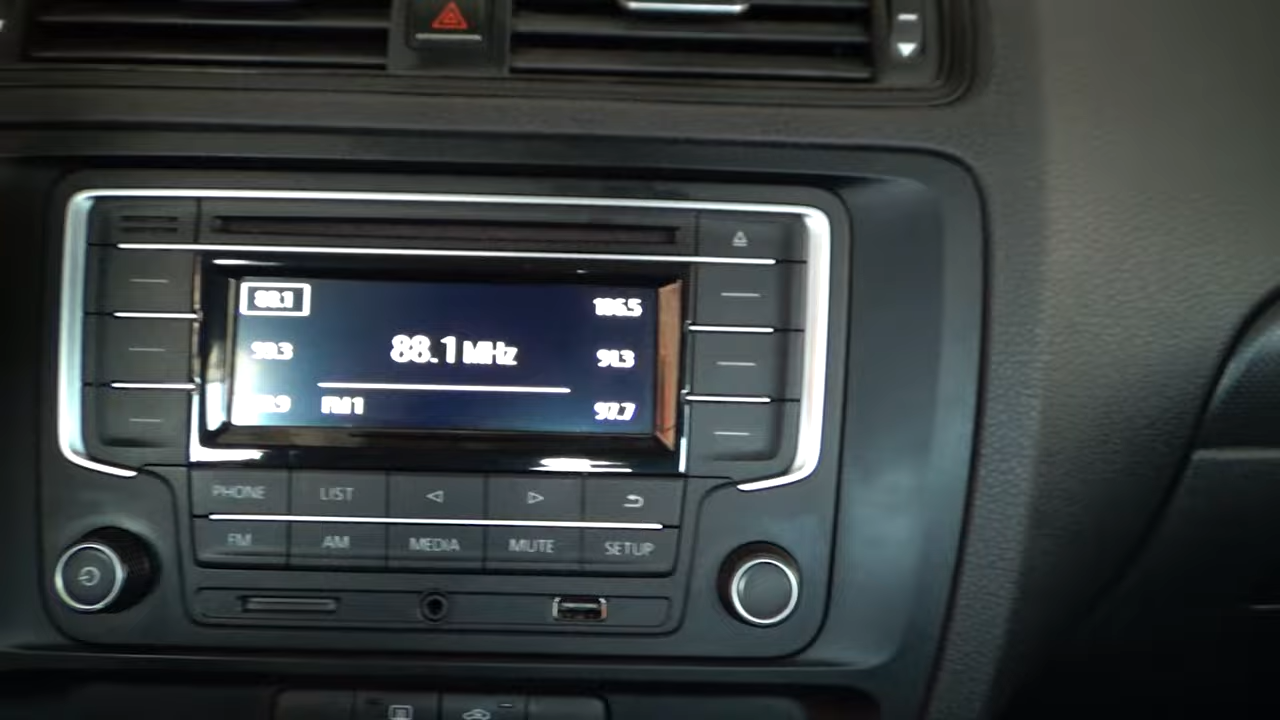 88.1
106.5
90.3
88.1 MHz
91.3
FM1
97.7
PHONE
LIST
FM
AM
MEDIA
MUTE
SETUP